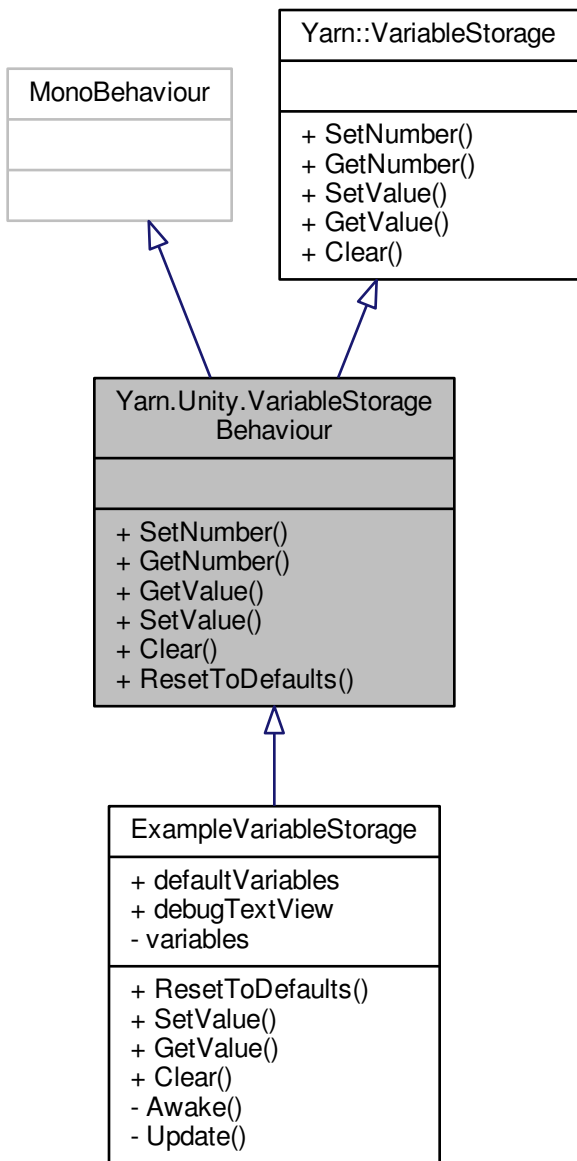 Yarn::VariableStorage
+ SetNumber()
+ GetNumber()
+ SetValue()
+ GetValue()
+ Clear()
MonoBehaviour
Yarn.Unity.VariableStorage
Behaviour
+ SetNumber()
+ GetNumber()
+ GetValue()
+ SetValue()
+ Clear()
+ ResetToDefaults()
ExampleVariableStorage
+ defaultVariables
+ debugTextView
- variables
+ ResetToDefaults()
+ SetValue()
+ GetValue()
+ Clear()
- Awake()
- Update()